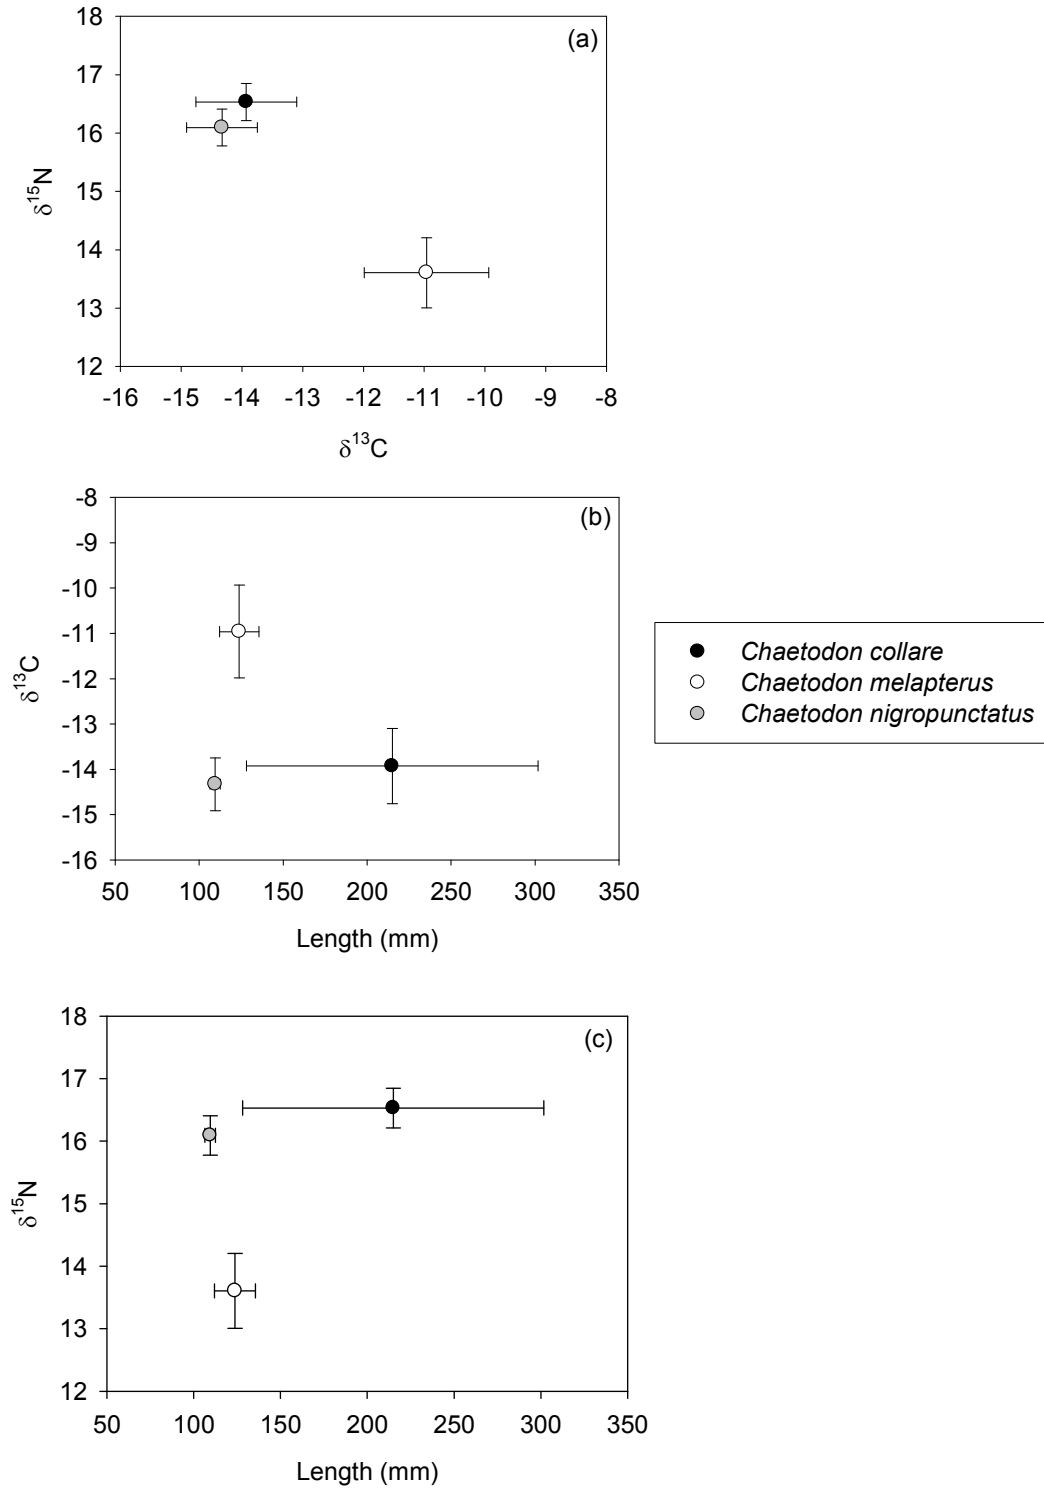 (a)
18
17
16
15
14
13
12
δ15N
-16 -15 -14 -13 -12 -11 -10 -9 -8
δ13C
(b)
-8
-9
-10
-11
-12
-13
-14
-15
-16
δ13C
50 100 150 200 250 300 350
Length (mm)
Chaetodon collare
Chaetodon melapterus
Chaetodon nigropunctatus
(c)
18
17
16
15
14
13
12
δ15N
50 100 150 200 250 300 350
Length (mm)